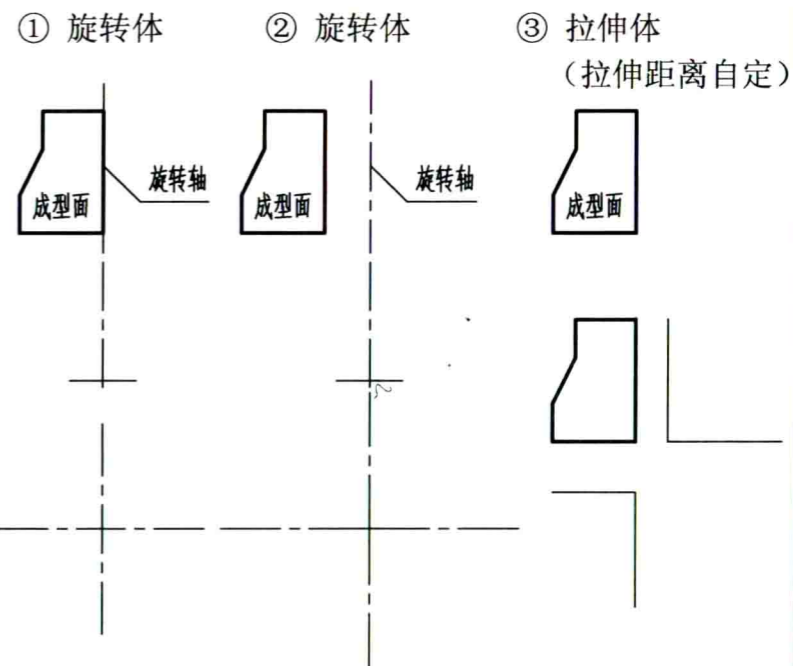 ① 旋转体
② 旋转体
③ 拉伸体
（拉伸距离自定）
旋转轴
旋转轴
成型面
成型面
成型面